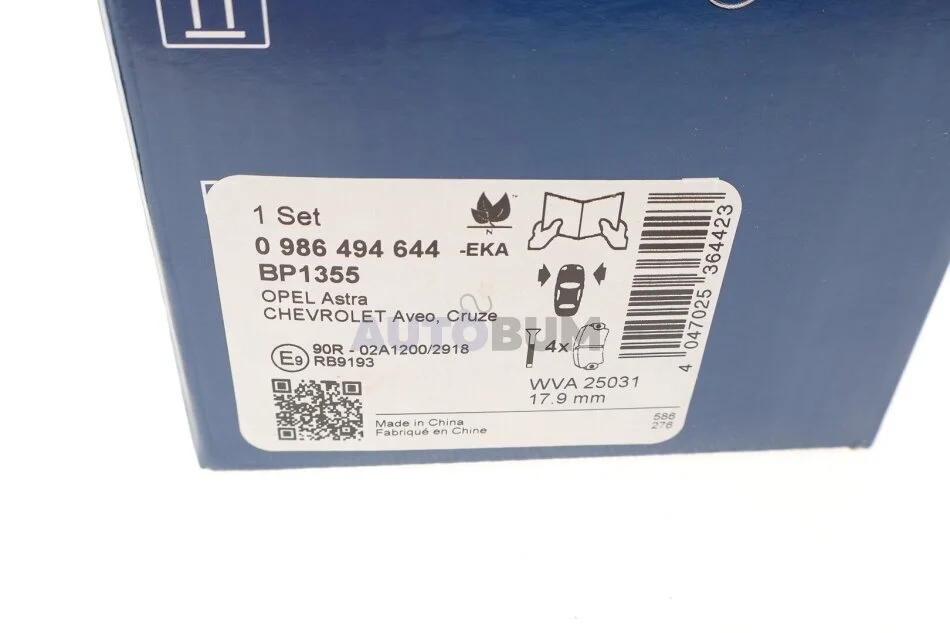 1 Set
0 986 494 644 -EKA
BP1355
OPEL Astra
CHEVROLET Aveo, Cruze
AUTOBUM
E9 90R - 02A1200/2918
RB9193
4x
WVA 25031
17.9 mm
Made in China
Fabriqué en Chine
586
276
4 047025 364423
N